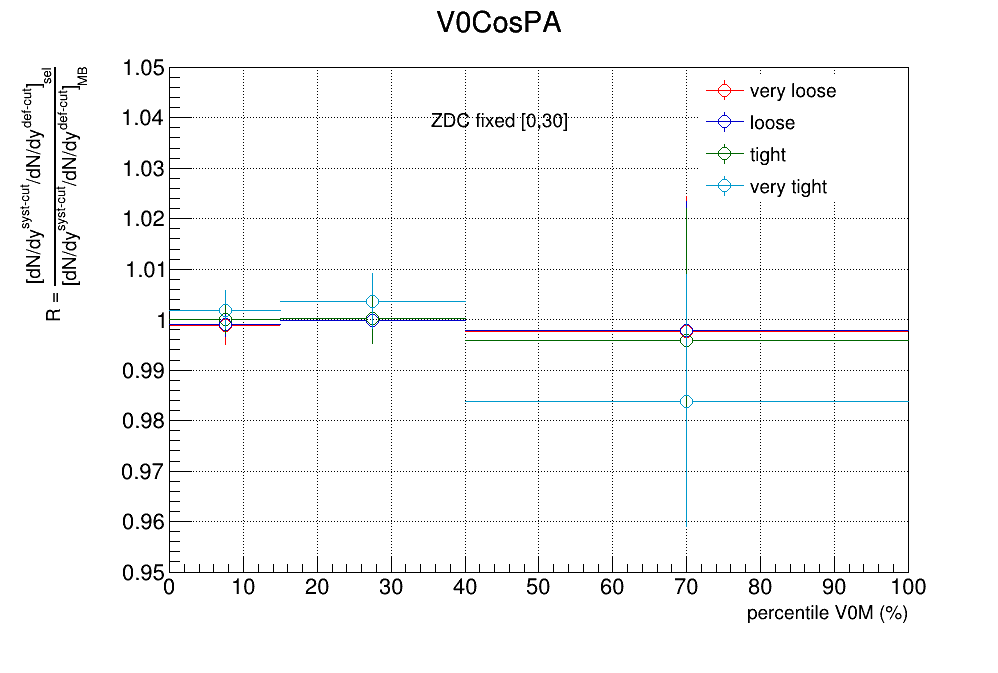 V0CosPA
R = [dN/dy^syst-cut/dN/dy^def-cut]_sel
[dN/dy^syst-cut/dN/dy^def-cut]_MB
1.05
1.04
1.03
1.02
1.01
1
0.99
0.98
0.97
0.96
0.95
ZDC fixed [0,30]
very loose
loose
tight
very tight
0 10 20 30 40 50 60 70 80 90 100
percentile V0M (%)